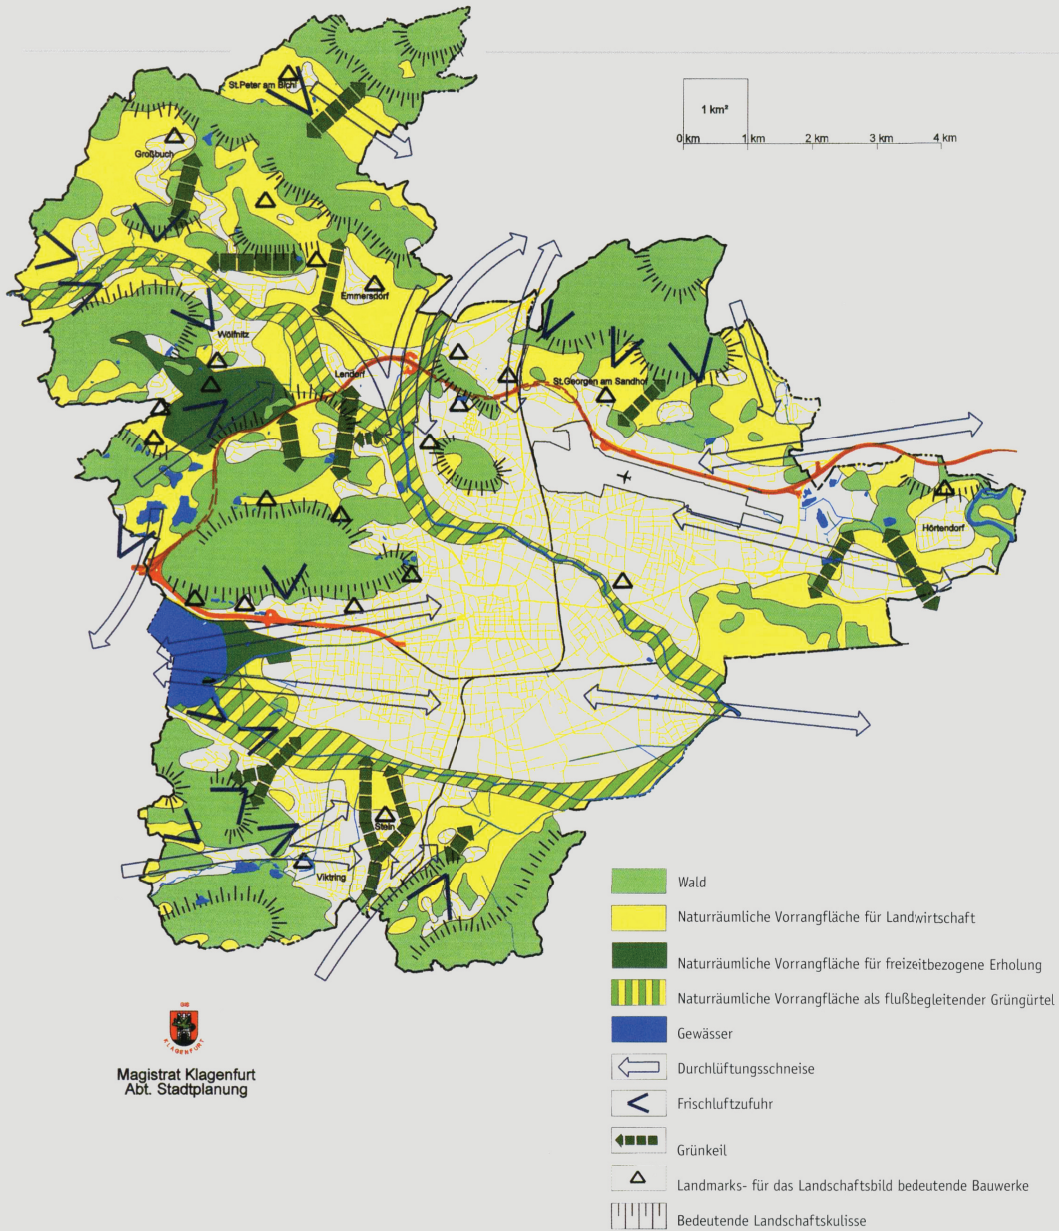 St.Peter am Bichl
1 km²
0 km 1 km 2 km 3 km 4 km
Großbuch
Emmersdorf
Wölfnitz
Lendorf
St.Georgen am Sandhof
Hörtendorf
Stein
Viktring
Wald
Naturräumliche Vorrangfläche für Landwirtschaft
Naturräumliche Vorrangfläche für freizeitbezogene Erholung
Naturräumliche Vorrangfläche als flußbegleitender Grüngürtel
Gewässer
Durchlüftungsschneise
Frischluftzufuhr
Grünkeil
Landmarks- für das Landschaftsbild bedeutende Bauwerke
Bedeutende Landschaftskulisse
KLAGENFURT
Magistrat Klagenfurt
Abt. Stadtplanung